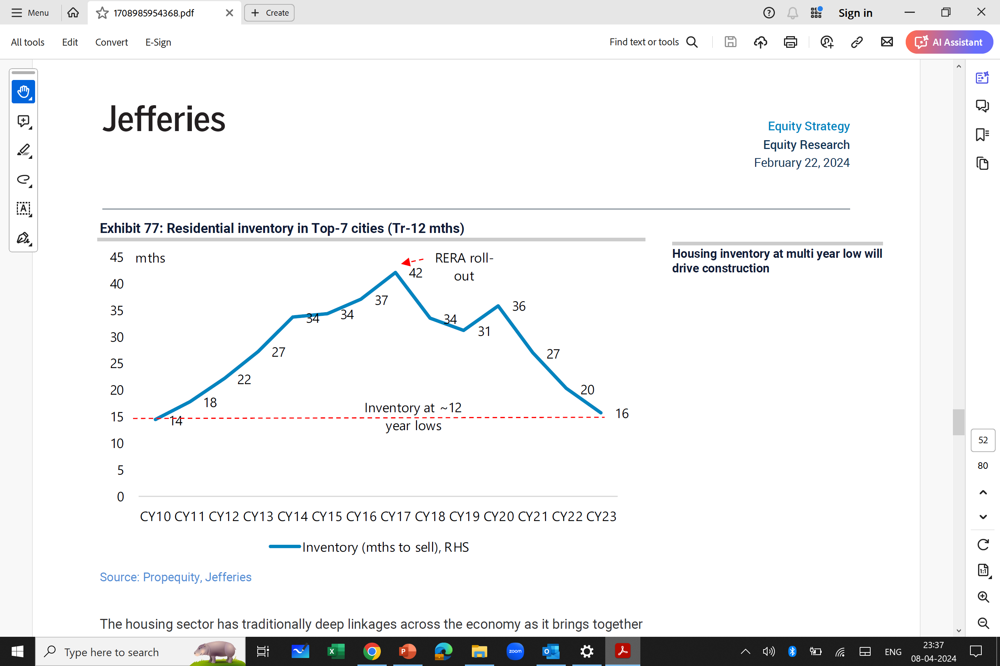 Menu
1708985954368.pdf
Create
Sign in
All tools
Edit
Convert
E-Sign
Find text or tools
AI Assistant
Jefferies
Equity Strategy
Equity Research
February 22, 2024
Exhibit 77: Residential inventory in Top-7 cities (Tr-12 mths)
Housing inventory at multi year low will
drive construction
45
mths
RERA roll-
out
40
35
30
25
20
15
10
5
0
14
18
22
27
34
34
37
42
34
31
36
27
20
16
Inventory at ~12
year lows
CY10 CY11 CY12 CY13 CY14 CY15 CY16 CY17 CY18 CY19 CY20 CY21 CY22 CY23
Inventory (mths to sell), RHS
Source: Propequity, Jefferies
The housing sector has traditionally deep linkages across the economy as it brings together
52
80
1:1
Type here to search
zoom
ENG
23:37
08-04-2024